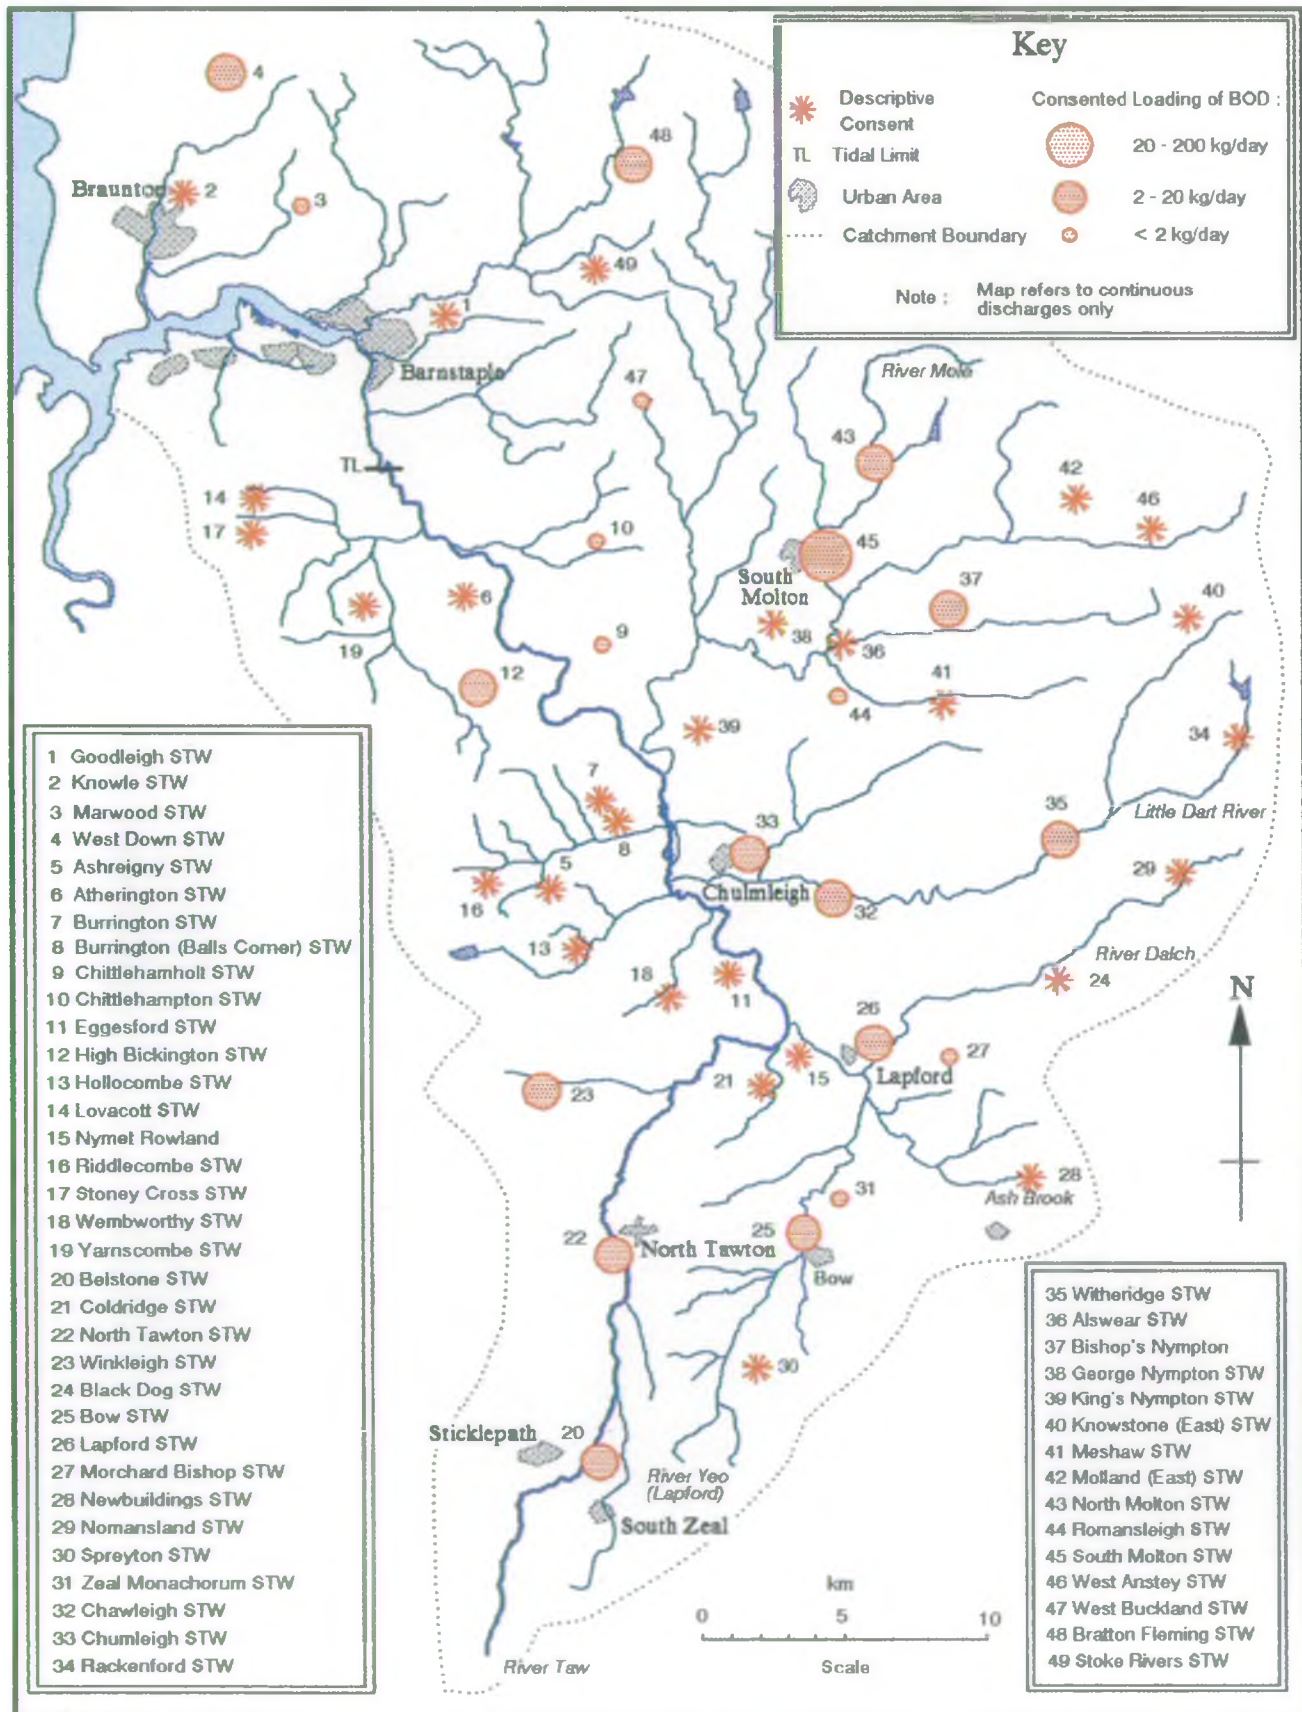 Key
Descriptive
Consent
TL Tidal Limit
Urban Area
Catchment Boundary
Consented Loading of BOD :
20 - 200 kg/day
2 - 20 kg/day
< 2 kg/day
Note : Map refers to continuous
discharges only
4
48
Braunton
2
3
49
1
Barnstaple
47
River Mole
43
TL
42
14
46
17
10
45
South
Molton
37
6
40
38
36
9
19
12
41
44
39
34
7
35
Little Dart River
33
8
5
29
16
Chulmleigh
32
13
River Dalch
18
11
24
N
26
27
Lapford
21
15
23
28
31
Ash Brook
22
25
North Tawton
Bow
30
Sticklepath
20
River Yeo
(Lapford)
South Zeal
km
0 5 10
River Taw
Scale
1 Goodleigh STW
2 Knowle STW
3 Marwood STW
4 West Down STW
5 Ashreigny STW
6 Atherington STW
7 Burrington STW
8 Burrington (Balls Corner) STW
9 Chittlehamholt STW
10 Chittlehampton STW
11 Eggesford STW
12 High Bickington STW
13 Hollocombe STW
14 Lovacott STW
15 Nymet Rowland
16 Riddlecombe STW
17 Stoney Cross STW
18 Wembworthy STW
19 Yarnscombe STW
20 Belstone STW
21 Coldridge STW
22 North Tawton STW
23 Winkleigh STW
24 Black Dog STW
25 Bow STW
26 Lapford STW
27 Morchard Bishop STW
28 Newbuildings STW
29 Nomansland STW
30 Spreyton STW
31 Zeal Monachorum STW
32 Chawleigh STW
33 Chumleigh STW
34 Rackenford STW
35 Witheridge STW
36 Alswear STW
37 Bishop's Nympton
38 George Nympton STW
39 King's Nympton STW
40 Knowstone (East) STW
41 Meshaw STW
42 Molland (East) STW
43 North Molton STW
44 Romansleigh STW
45 South Molton STW
46 West Anstey STW
47 West Buckland STW
48 Bratton Fleming STW
49 Stoke Rivers STW